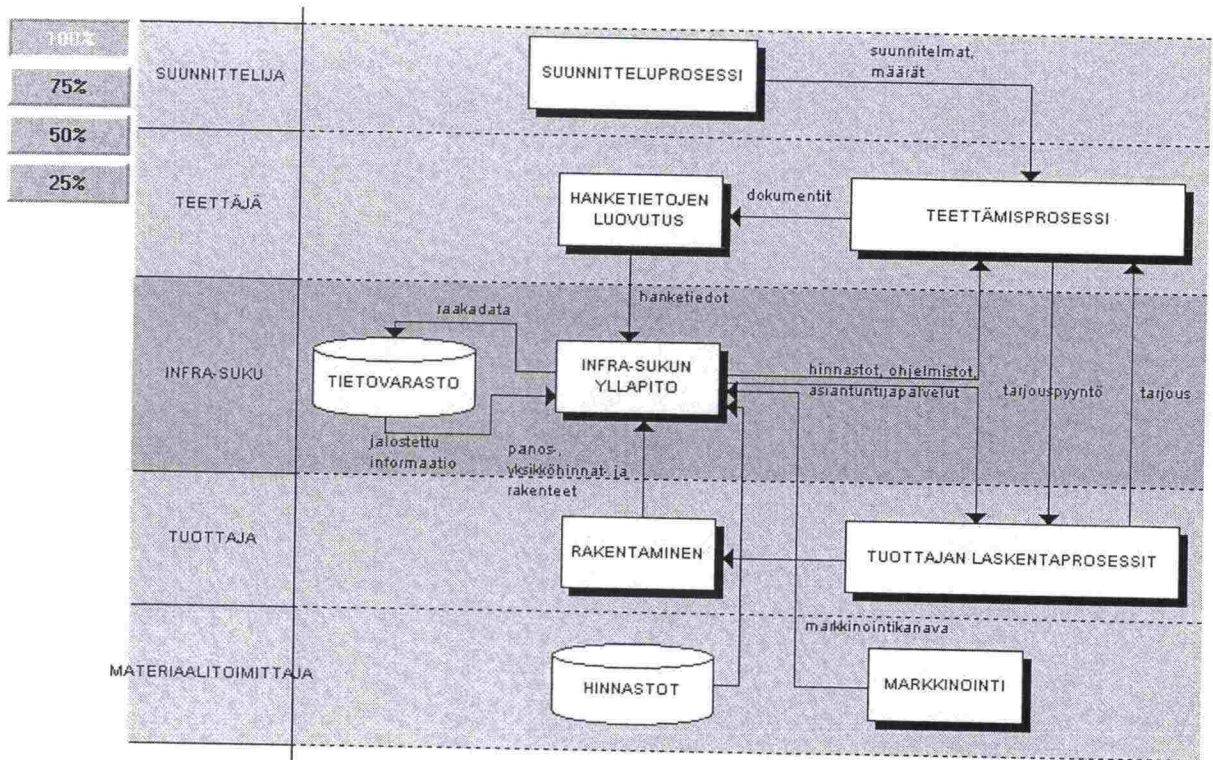 100%
75%
50%
25%
SUUNNITTELIJA
SUUNNITTELUPROSESSI
suunnitelmat,
määrät
TEETTÄJÄ
HANKETIETOJEN
LUOVUTUS
dokumentit
TEETTÄMISPROSESSI
hanketiedot
INFRA-SUKU
raakadata
TIETOVARASTO
jalostettu
informaatio
INFRA-SUKUN
YLLAPITO
hinnastot, ohjelmistot,
asiantuntijapalvelut
tarjouspyyntö
tarjous
panos-,
yksikköhinnat- ja
rakenteet
TUOTTAJA
RAKENTAMINEN
TUOTTAJAN LASKENTAPROSESSIT
MATERIAALITOIMITTAJA
HINNASTOT
markkinointikanava
MARKKINOINTI